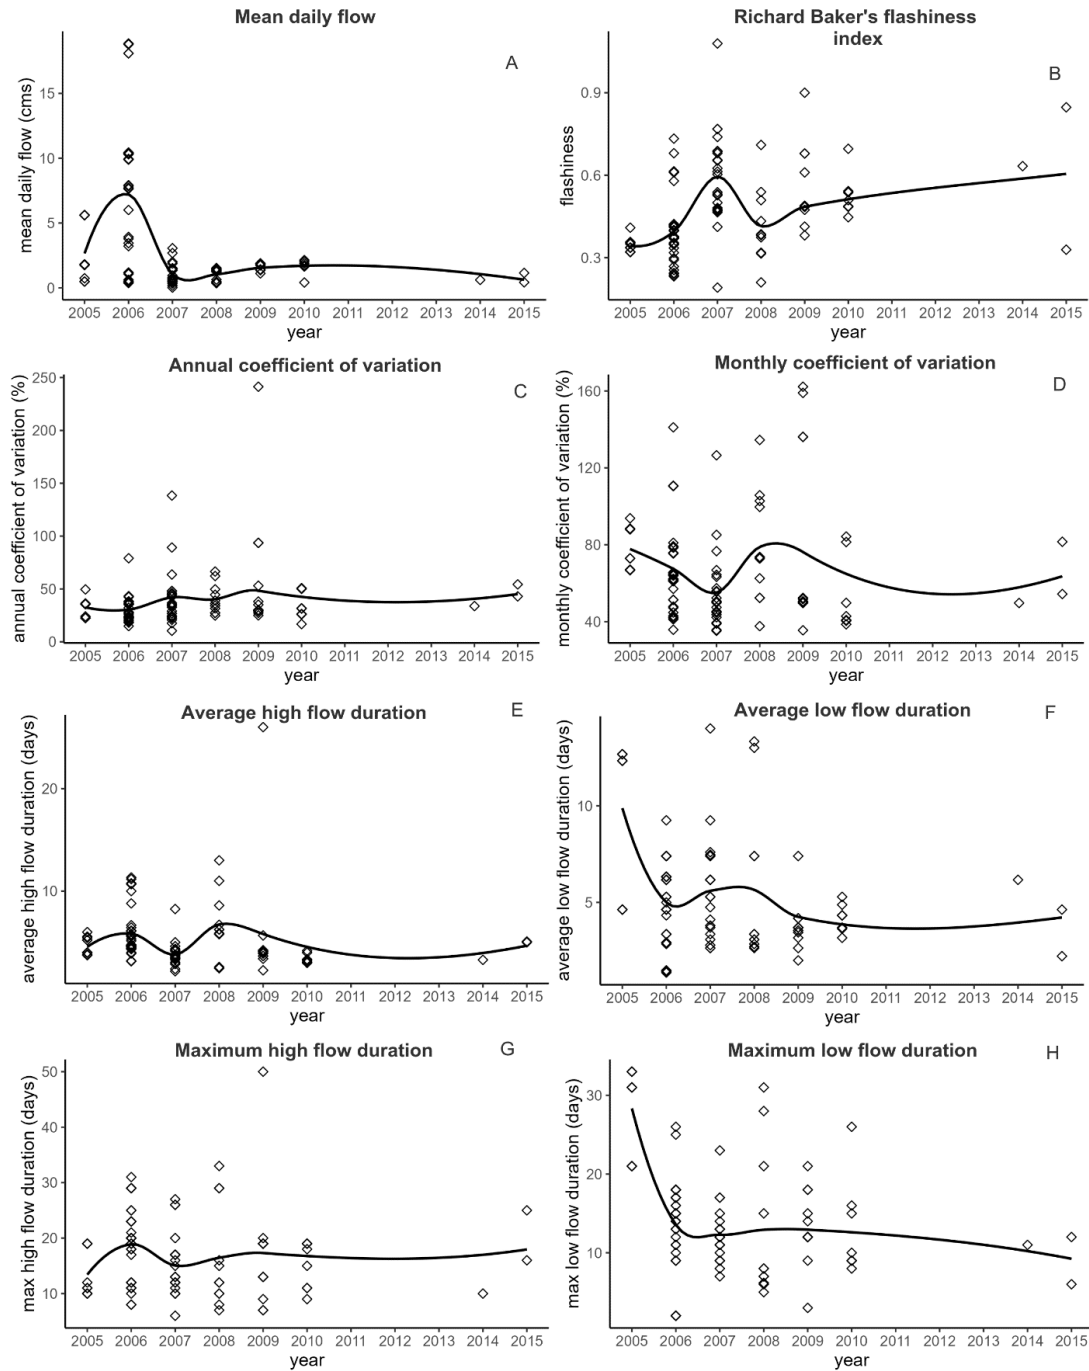 Mean daily flow
A
mean daily flow (cms)
15
10
5
0
2005 2006 2007 2008 2009 2010 2011 2012 2013 2014 2015
year
Richard Baker's flashiness
index
B
flashiness
0.9
0.6
0.3
2005 2006 2007 2008 2009 2010 2011 2012 2013 2014 2015
year
Annual coefficient of variation
C
annual coefficient of variation (%)
250
200
150
100
50
0
2005 2006 2007 2008 2009 2010 2011 2012 2013 2014 2015
year
Monthly coefficient of variation
D
monthly coefficient of variation (%)
160
120
80
40
2005 2006 2007 2008 2009 2010 2011 2012 2013 2014 2015
year
Average high flow duration
E
average high flow duration (days)
20
10
2005 2006 2007 2008 2009 2010 2011 2012 2013 2014 2015
year
Average low flow duration
F
average low flow duration (days)
10
5
2005 2006 2007 2008 2009 2010 2011 2012 2013 2014 2015
year
Maximum high flow duration
G
max high flow duration (days)
50
40
30
20
10
2005 2006 2007 2008 2009 2010 2011 2012 2013 2014 2015
year
Maximum low flow duration
H
max low flow duration (days)
30
20
10
2005 2006 2007 2008 2009 2010 2011 2012 2013 2014 2015
year